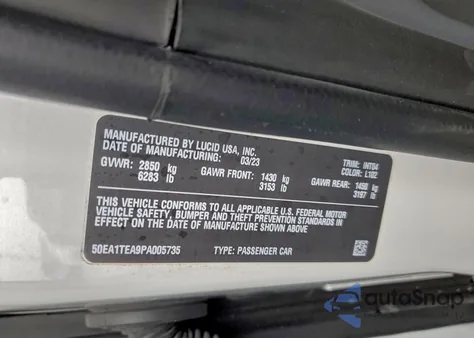 MANUFACTURED BY LUCID USA, INC.
DATE OF MANUFACTURING: 03/23
TRIM: INT04
COLOR: L102
GVWR: 2850 kg GAWR FRONT: 1430 kg GAWR REAR: 1450 kg
6283 lb 3153 lb 3197 lb
THIS VEHICLE CONFORMS TO ALL APPLICABLE U.S. FEDERAL MOTOR
VEHICLE SAFETY, BUMPER AND THEFT PREVENTION STANDARDS IN
EFFECT ON THE DATE OF MANUFACTURE SHOWN ABOVE
50EA1TEA9PA005735 TYPE: PASSENGER CAR
autoSnap